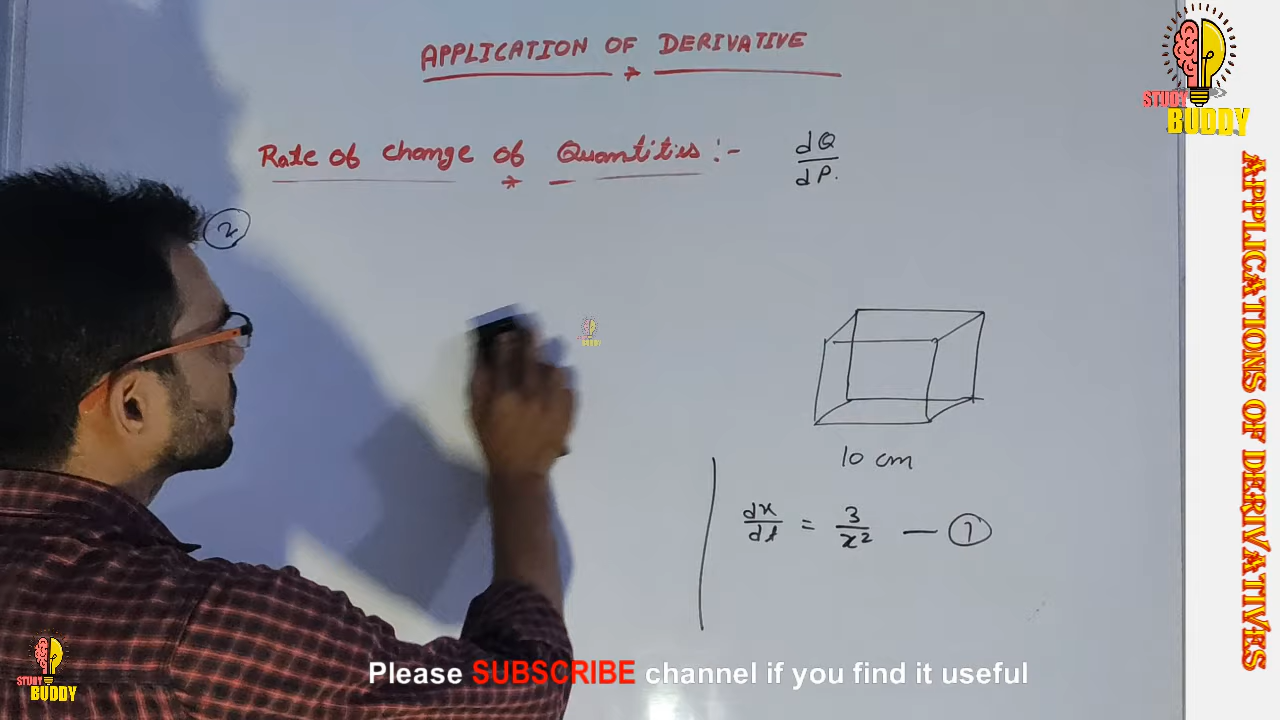 APPLICATION OF DERIVATIVE
Rate of change of Quantities :-
dQ
dP.
2
10 cm
dx
dt
=
3
x²
— 1
STUDY
BUDDY
APPLICATIONS OF DERIVATIVES
STUDY
BUDDY
Please SUBSCRIBE channel if you find it useful